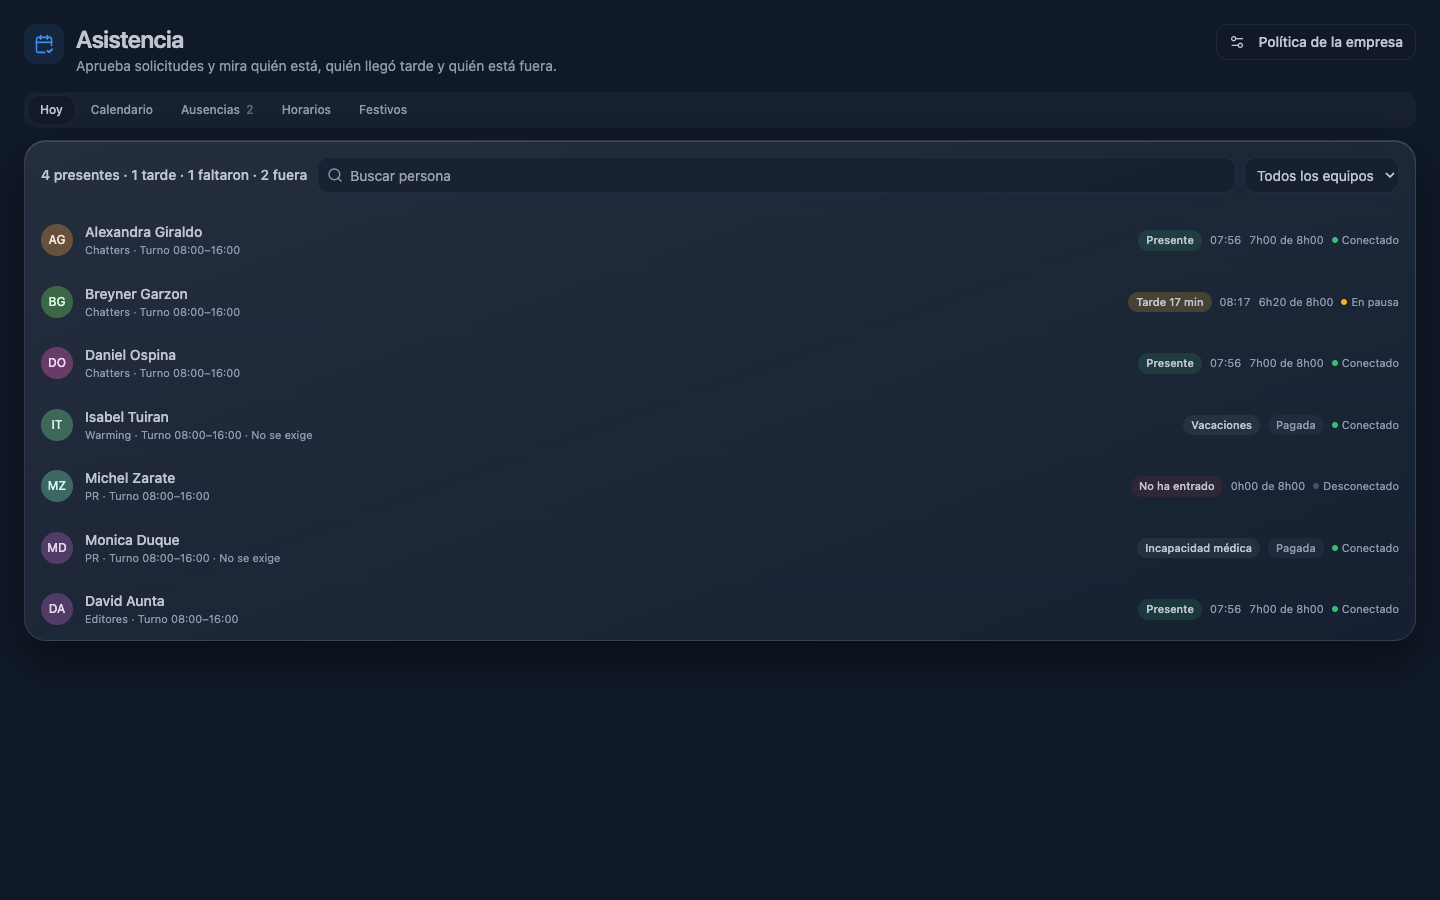 Asistencia
Política de la empresa
Aprueba solicitudes y mira quién está, quién llegó tarde y quién está fuera.
Hoy Calendario Ausencias 2 Horarios Festivos
4 presentes · 1 tarde · 1 faltaron · 2 fuera Buscar persona Todos los equipos
AG Alexandra Giraldo
Chatters · Turno 08:00–16:00
Presente 07:56 7h00 de 8h00 Conectado
BG Breyner Garzon
Chatters · Turno 08:00–16:00
Tarde 17 min 08:17 6h20 de 8h00 En pausa
DO Daniel Ospina
Chatters · Turno 08:00–16:00
Presente 07:56 7h00 de 8h00 Conectado
IT Isabel Tuiran
Warming · Turno 08:00–16:00 · No se exige
Vacaciones Pagada Conectado
MZ Michel Zarate
PR · Turno 08:00–16:00
No ha entrado 0h00 de 8h00 Desconectado
MD Monica Duque
PR · Turno 08:00–16:00 · No se exige
Incapacidad médica Pagada Conectado
DA David Aunta
Editores · Turno 08:00–16:00
Presente 07:56 7h00 de 8h00 Conectado